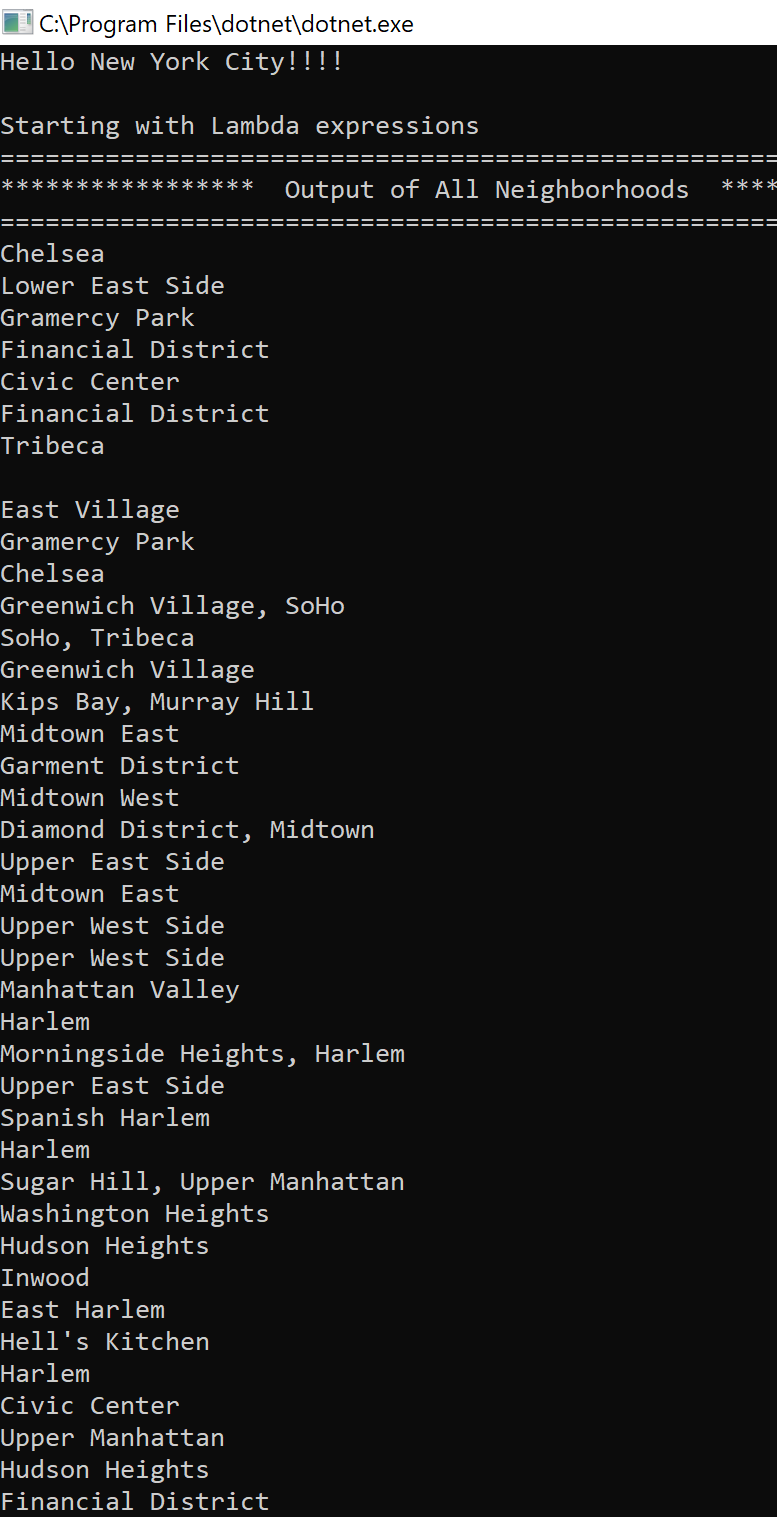 C:\Program Files\dotnet\dotnet.exe
Hello New York City!!!!
Starting with Lambda expressions
====================================================
***************** Output of All Neighborhoods ****
====================================================
Chelsea
Lower East Side
Gramercy Park
Financial District
Civic Center
Financial District
Tribeca
East Village
Gramercy Park
Chelsea
Greenwich Village, SoHo
SoHo, Tribeca
Greenwich Village
Kips Bay, Murray Hill
Midtown East
Garment District
Midtown West
Diamond District, Midtown
Upper East Side
Midtown East
Upper West Side
Upper West Side
Manhattan Valley
Harlem
Morningside Heights, Harlem
Upper East Side
Spanish Harlem
Harlem
Sugar Hill, Upper Manhattan
Washington Heights
Hudson Heights
Inwood
East Harlem
Hell's Kitchen
Harlem
Civic Center
Upper Manhattan
Hudson Heights
Financial District